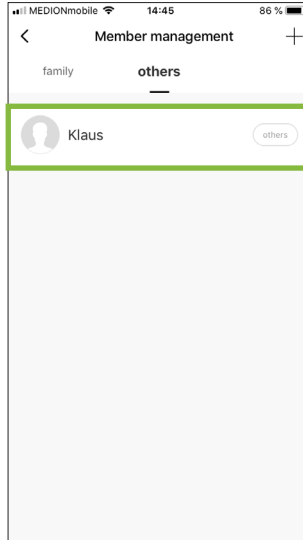 MEDIONmobile 14:45 86 %
Member management
family others
Klaus others